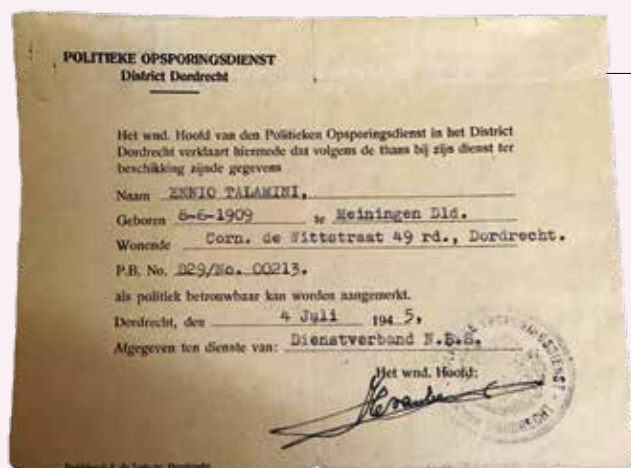 POLITIEKE OPSPORINGSDIENST
District Dordrecht
Het wnd. Hoofd van den Politieken Opsporingsdienst in het District
Dordrecht verklaart hiermede dat volgens de thans bij zijn dienst ter
beschikking zijnde gegevens
Naam ENNIO TALAMINI,
Geboren 8-6-1909 te Meiningen Dld.
Wonende Corn. de Wittstraat 49 rd., Dordrecht.
P.B. No. D29/No. 00213.
als politiek betrouwbaar kan worden aangemerkt.
Dordrecht, den 4 Juli 1945,
Afgegeven ten dienste van: Dienstverband N.B.S.
Het wnd. Hoofd:
OPSPORINGSDIENST
DORDRECHT